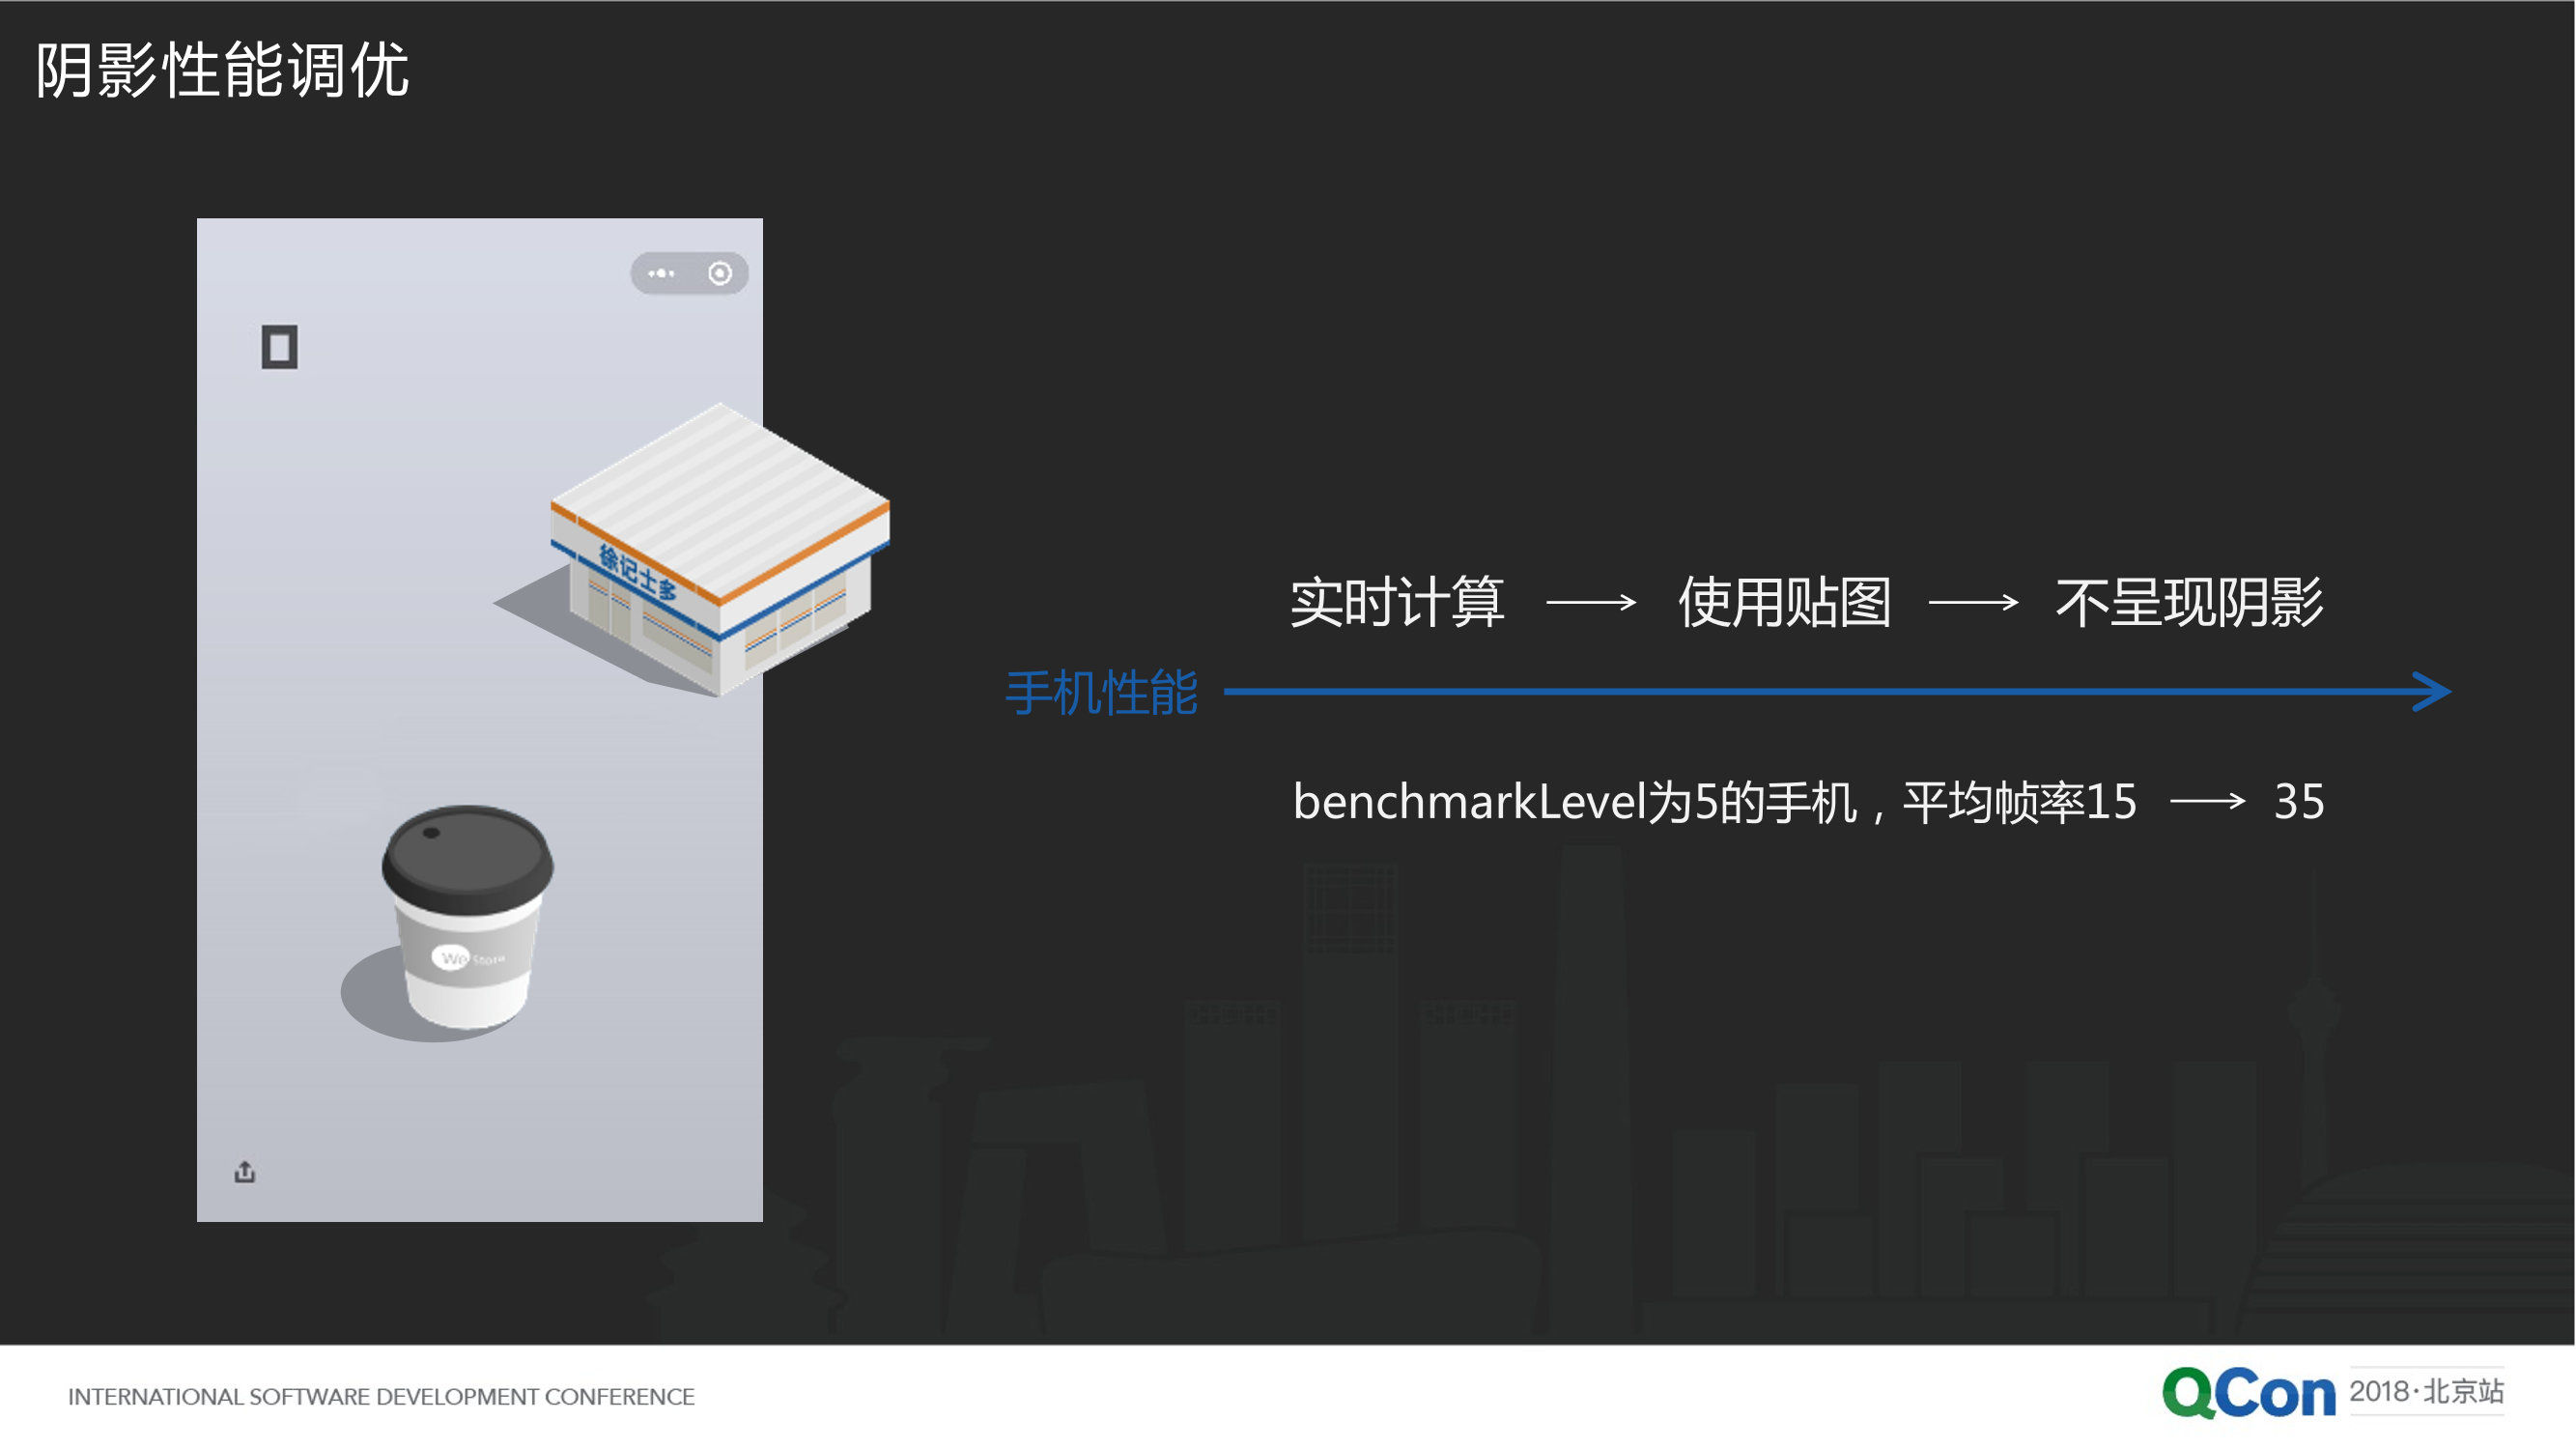 阴影性能调优
0
徐记士多
实时计算 → 使用贴图 → 不呈现阴影
手机性能
benchmarkLevel为5的手机，平均帧率15 → 35
We Store
INTERNATIONAL SOFTWARE DEVELOPMENT CONFERENCE
QCon 2018·北京站